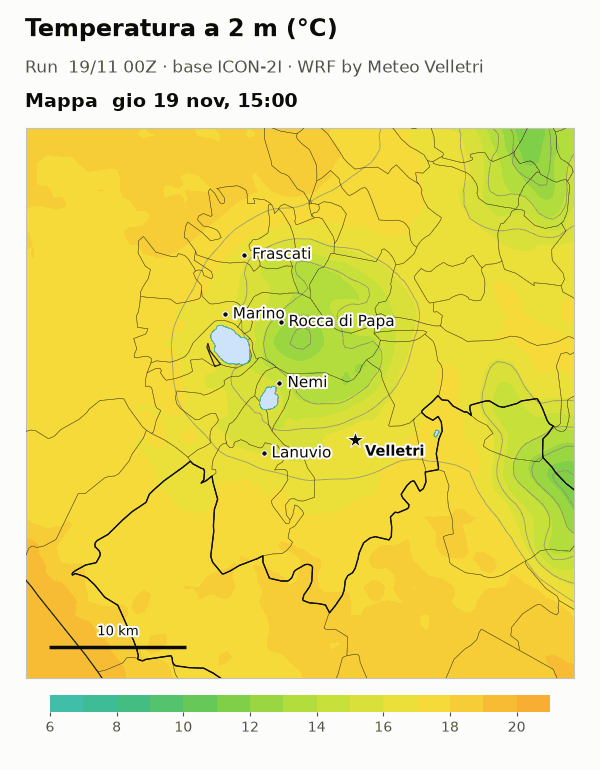 Temperatura a 2 m (°C)
Run  19/11 00Z · base ICON-2I · WRF by Meteo Velletri
Mappa  gio 19 nov, 15:00
Frascati
Marino
Rocca di Papa
Nemi
Velletri
Lanuvio
10 km
6 8 10 12 14 16 18 20